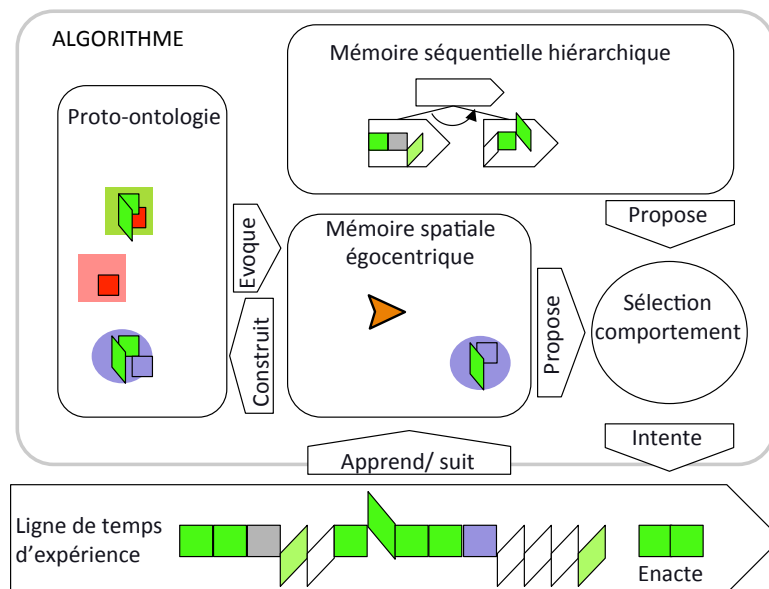 ALGORITHME
Mémoire séquentielle hiérarchique
Proto-ontologie
Evoque
Construit
Mémoire spatiale
égocentrique
Propose
Propose
Sélection
comportement
Intente
Apprend/ suit
Ligne de temps
d’expérience
Enacte